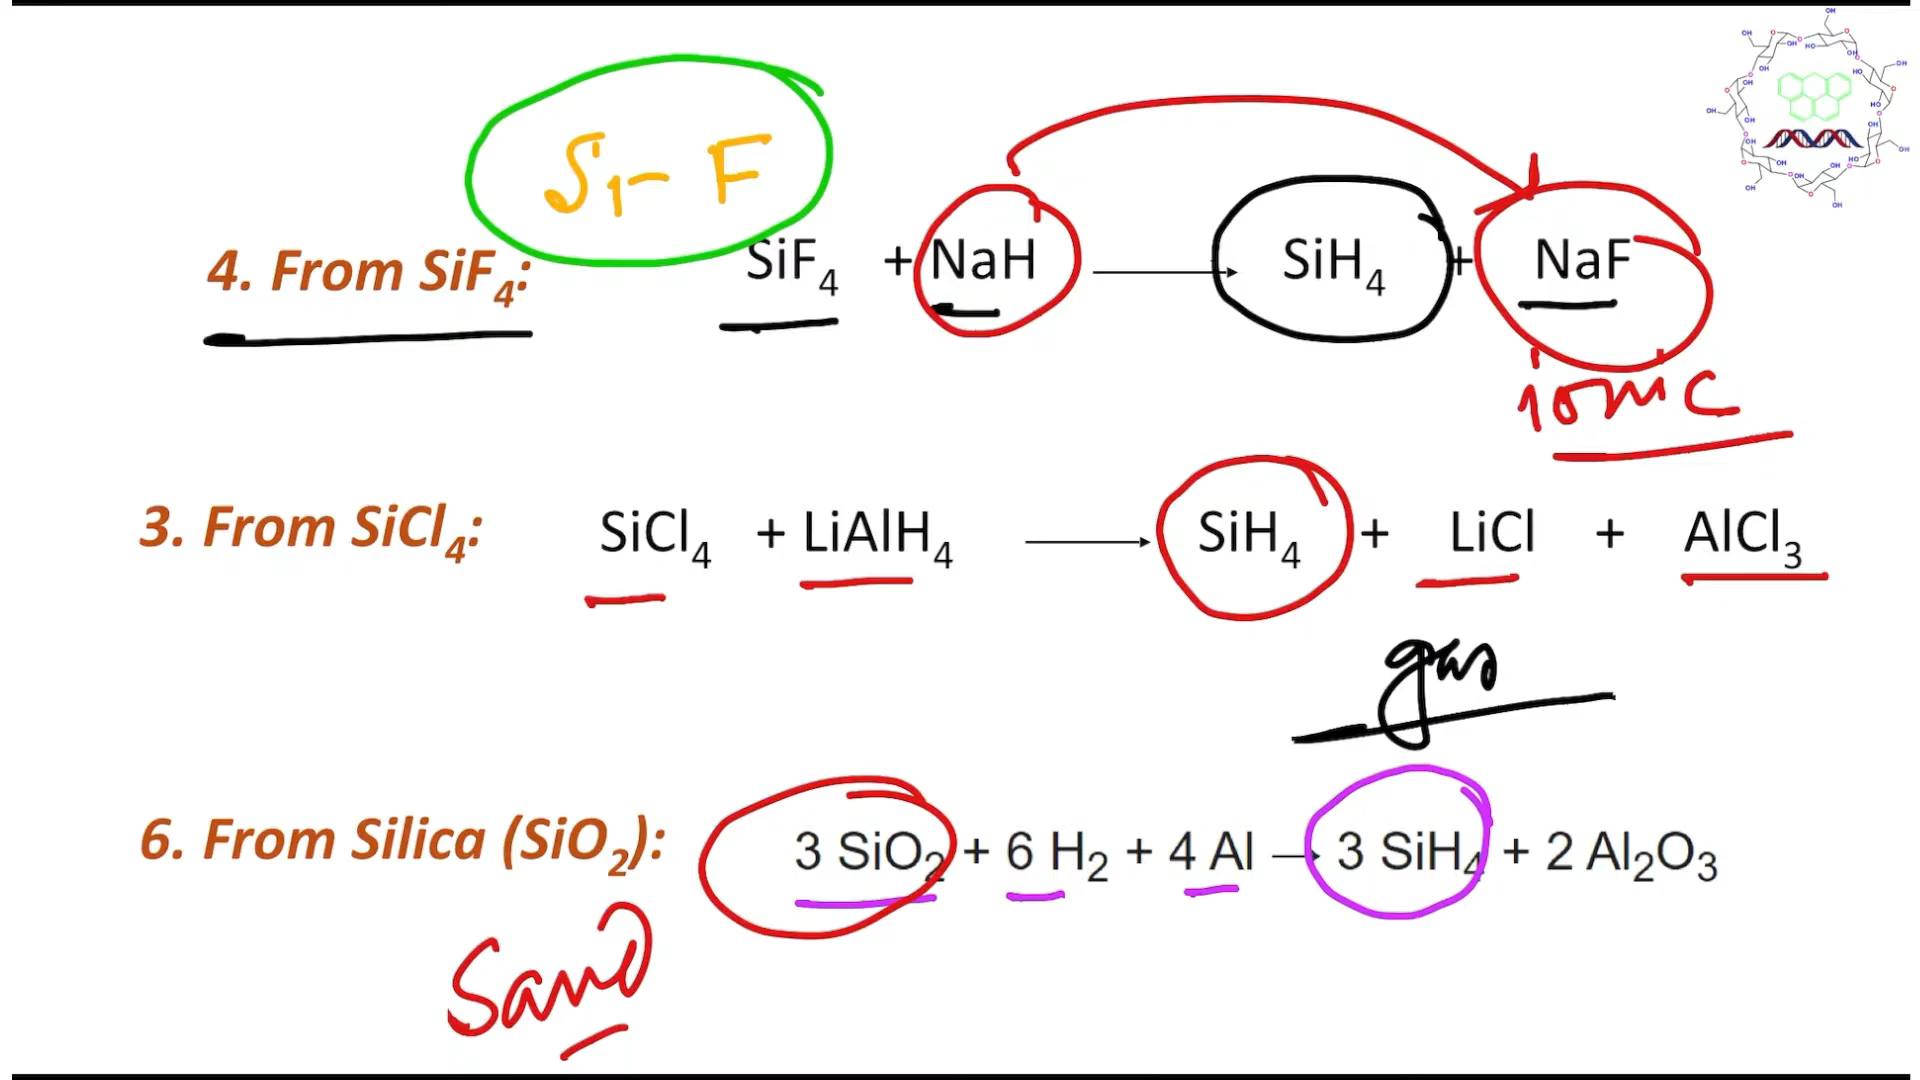 Si - F
4. From SiF₄: SiF₄ + NaH ⟶ SiH₄ + NaF
ionic
3. From SiCl₄: SiCl₄ + LiAlH₄ ⟶ SiH₄ + LiCl + AlCl₃
gas
6. From Silica (SiO₂): 3 SiO₂ + 6 H₂ + 4 Al → 3 SiH₄ + 2 Al₂O₃
Sand